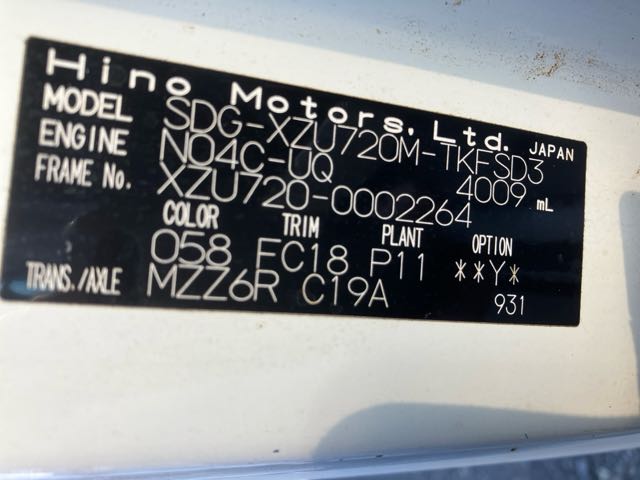 Hino Motors, Ltd. JAPAN
MODEL SDG-XZU720M-TKFSD3
ENGINE N04C-UQ 4009 mL
FRAME No. XZU720-0002264
COLOR TRIM PLANT OPTION
058 FC18 P11 **Y*
TRANS./AXLE MZZ6R C19A 931